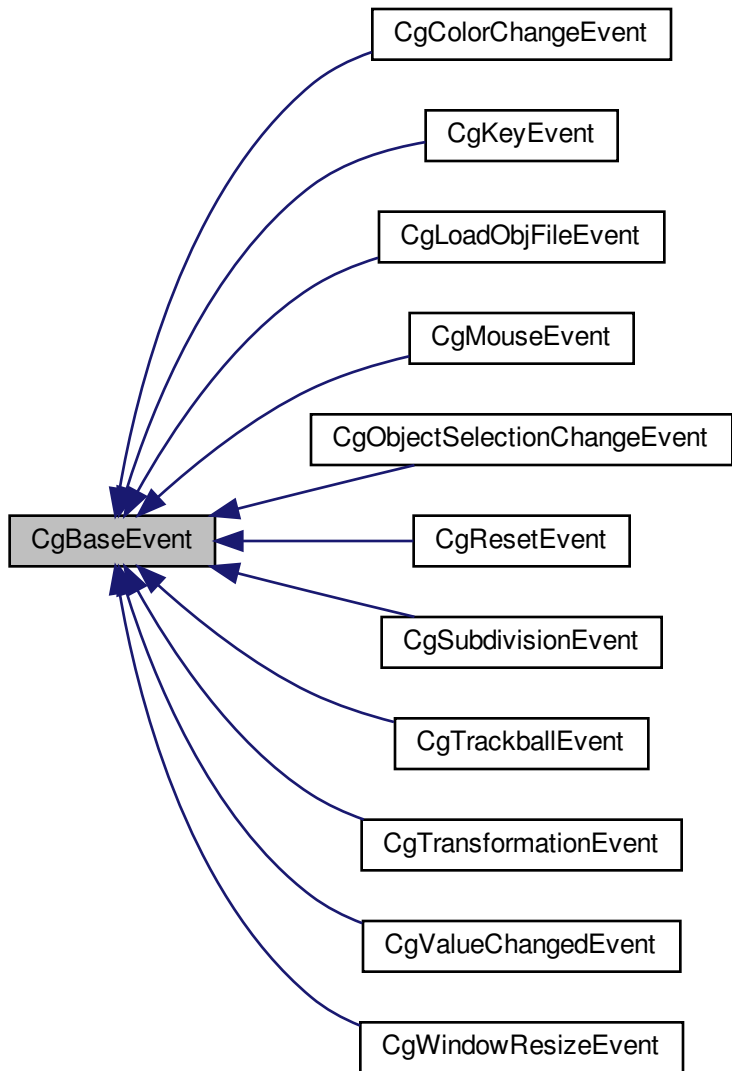 CgColorChangeEvent
CgKeyEvent
CgLoadObjFileEvent
CgMouseEvent
CgObjectSelectionChangeEvent
CgBaseEvent
CgResetEvent
CgSubdivisionEvent
CgTrackballEvent
CgTransformationEvent
CgValueChangedEvent
CgWindowResizeEvent